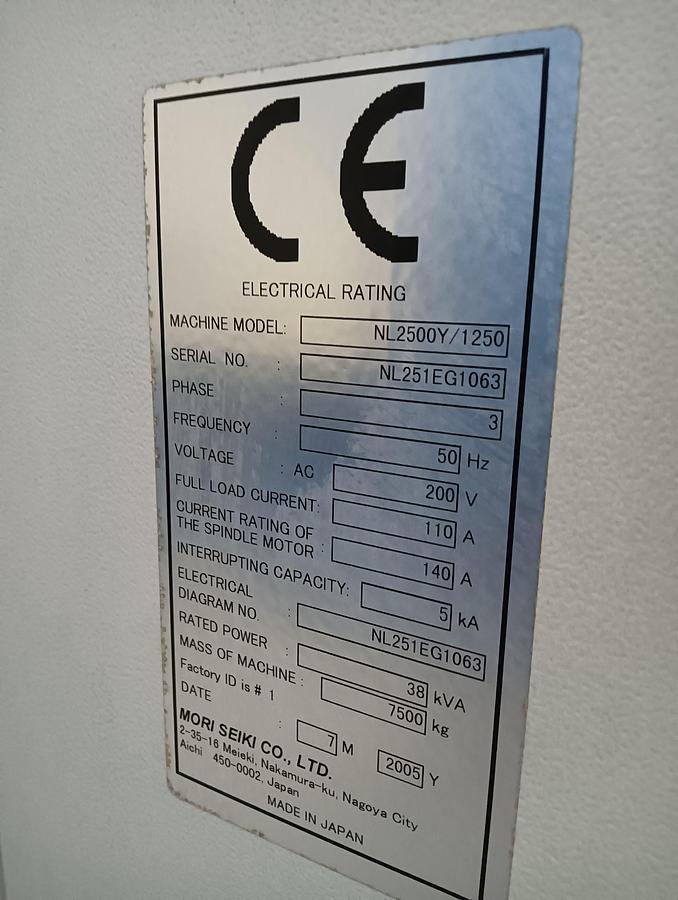 CE
ELECTRICAL RATING
MACHINE MODEL: NL2500Y/1250
SERIAL NO. : NL251EG1063
PHASE : 3
FREQUENCY : 50 Hz
VOLTAGE : AC 200 V
FULL LOAD CURRENT: 110 A
CURRENT RATING OF
THE SPINDLE MOTOR : 140 A
INTERRUPTING CAPACITY: 5 kA
ELECTRICAL
DIAGRAM NO. : NL251EG1063
RATED POWER : 38 kVA
MASS OF MACHINE: 7500 kg
Factory ID is # 1
DATE : 7 M 2005 Y
MORI SEIKI CO., LTD.
2-35-16 Meieki, Nakamura-ku, Nagoya City
Aichi 450-0002, Japan
MADE IN JAPAN